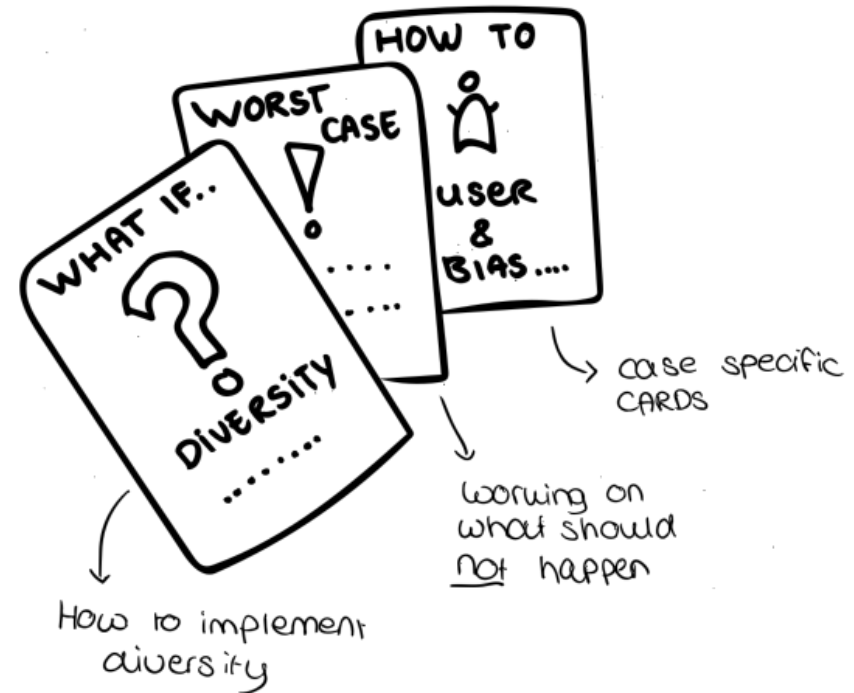 HOW TO
USER
&
BIAS....
WORST
CASE
!
....
....
WHAT IF..
?
DIVERSITY
........
case specific
CARDS
working on
what should
not happen
How to implement
diversity